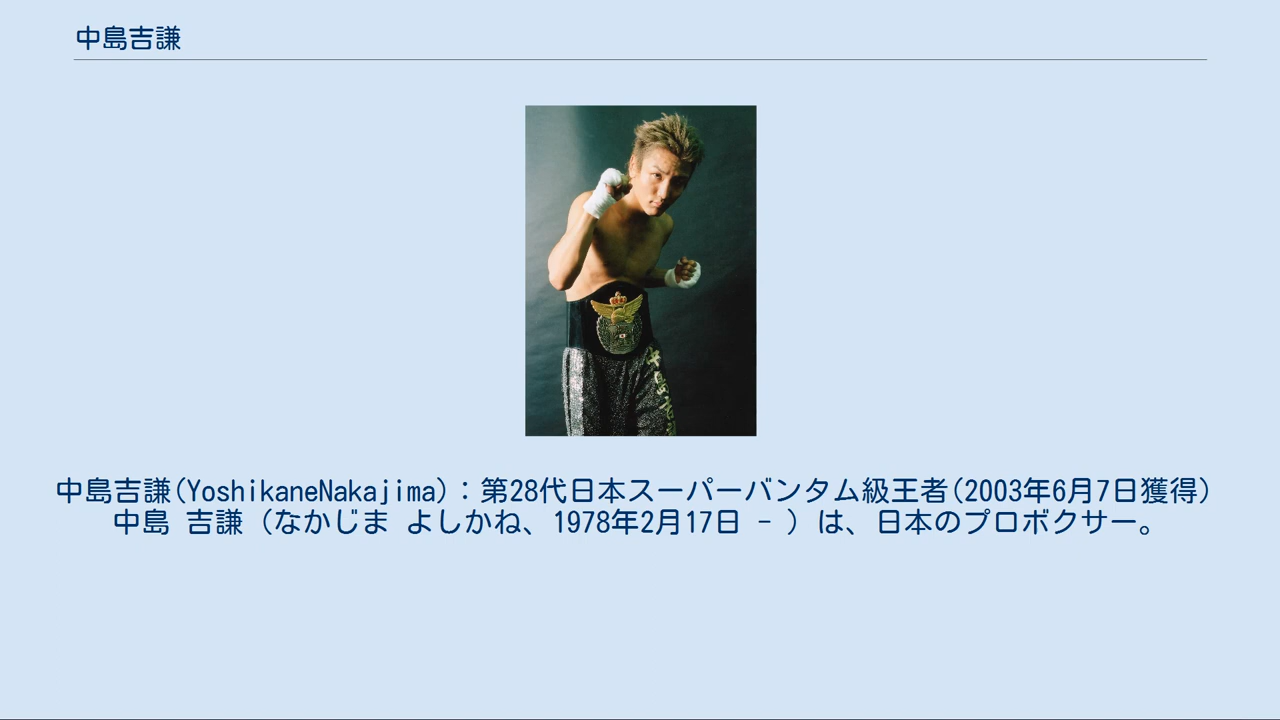 中島吉謙
中島吉謙(YoshikaneNakajima)：第28代日本スーパーバンタム級王者(2003年6月7日獲得)
中島 吉謙（なかじま よしかね、1978年2月17日 - ）は、日本のプロボクサー。